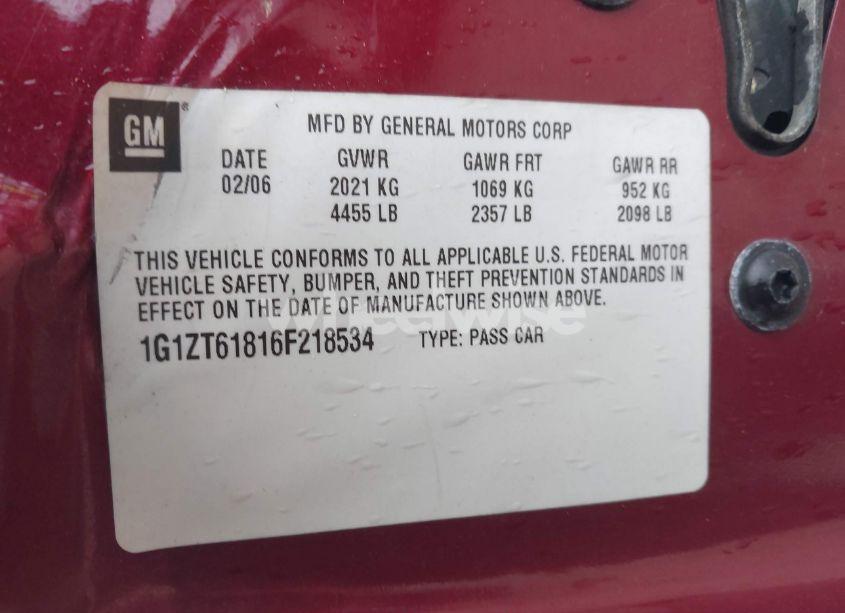 GM ®
MFD BY GENERAL MOTORS CORP
DATE GVWR GAWR FRT GAWR RR
02/06 2021 KG 1069 KG 952 KG
4455 LB 2357 LB 2098 LB
THIS VEHICLE CONFORMS TO ALL APPLICABLE U.S. FEDERAL MOTOR
VEHICLE SAFETY, BUMPER, AND THEFT PREVENTION STANDARDS IN
EFFECT ON THE DATE OF MANUFACTURE SHOWN ABOVE.
wheelwise
1G1ZT61816F218534 TYPE: PASS CAR